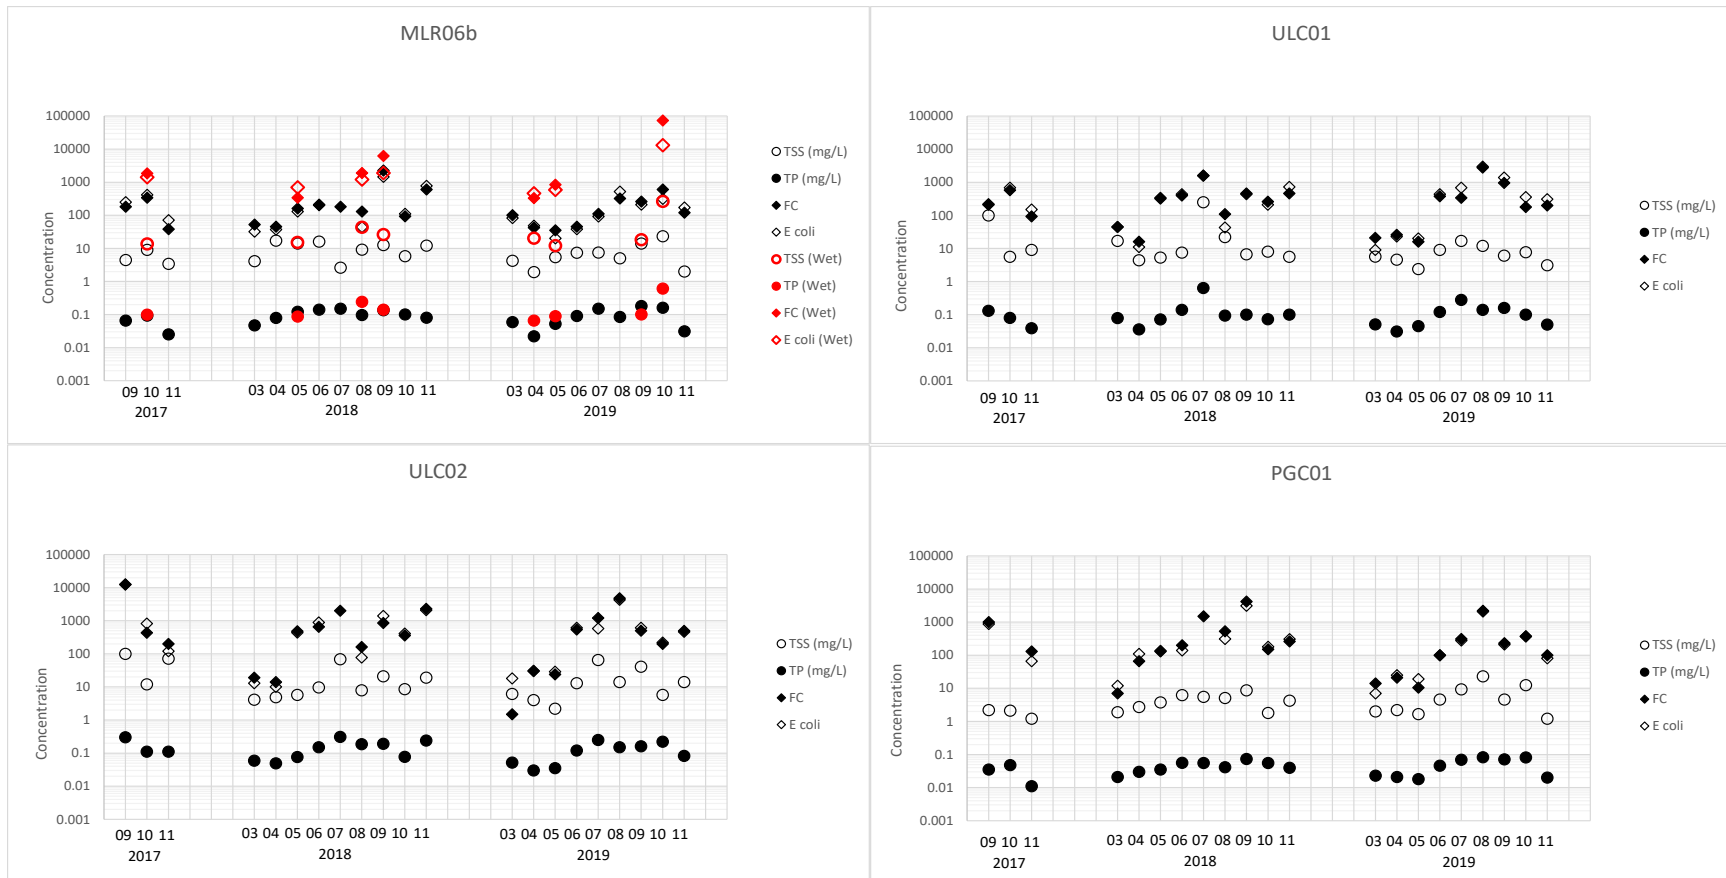 MLR06b
Concentration
100000
10000
1000
100
10
1
0.1
0.01
0.001
09 10 11 03 04 05 06 07 08 09 10 11 03 04 05 06 07 08 09 10 11
2017 2018 2019
TSS (mg/L)
TP (mg/L)
FC
E coli
TSS (Wet)
TP (Wet)
FC (Wet)
E coli (Wet)
ULC01
Concentration
100000
10000
1000
100
10
1
0.1
0.01
0.001
09 10 11 03 04 05 06 07 08 09 10 11 03 04 05 06 07 08 09 10 11
2017 2018 2019
TSS (mg/L)
TP (mg/L)
FC
E coli
ULC02
Concentration
100000
10000
1000
100
10
1
0.1
0.01
0.001
09 10 11 03 04 05 06 07 08 09 10 11 03 04 05 06 07 08 09 10 11
2017 2018 2019
TSS (mg/L)
TP (mg/L)
FC
E coli
PGC01
Concentration
100000
10000
1000
100
10
1
0.1
0.01
0.001
09 10 11 03 04 05 06 07 08 09 10 11 03 04 05 06 07 08 09 10 11
2017 2018 2019
TSS (mg/L)
TP (mg/L)
FC
E coli